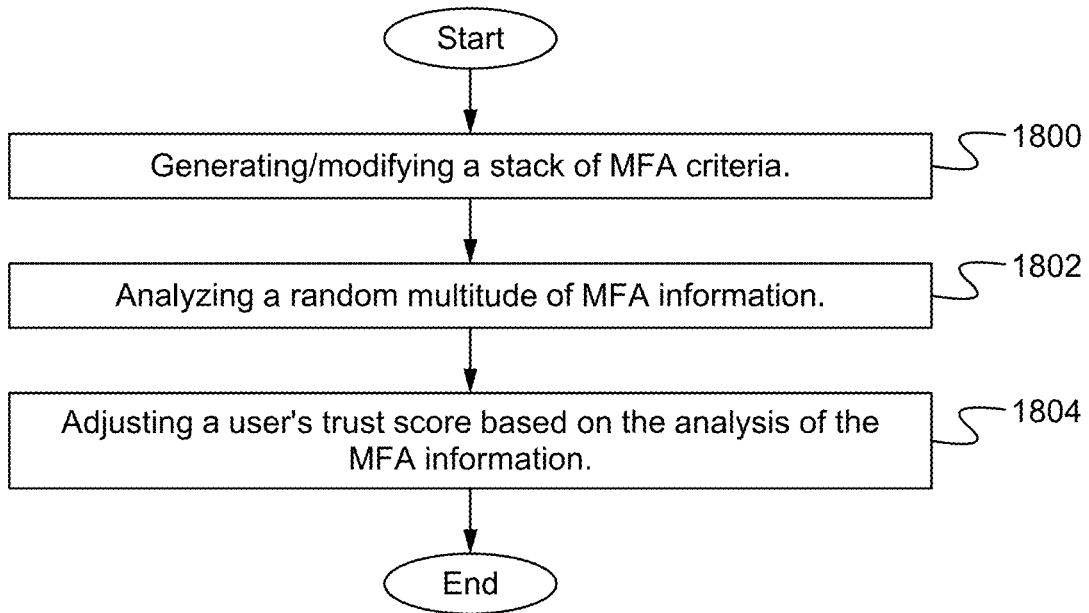 Start
Generating/modifying a stack of MFA criteria.
1800
Analyzing a random multitude of MFA information.
1802
Adjusting a user's trust score based on the analysis of the
MFA information.
1804
End